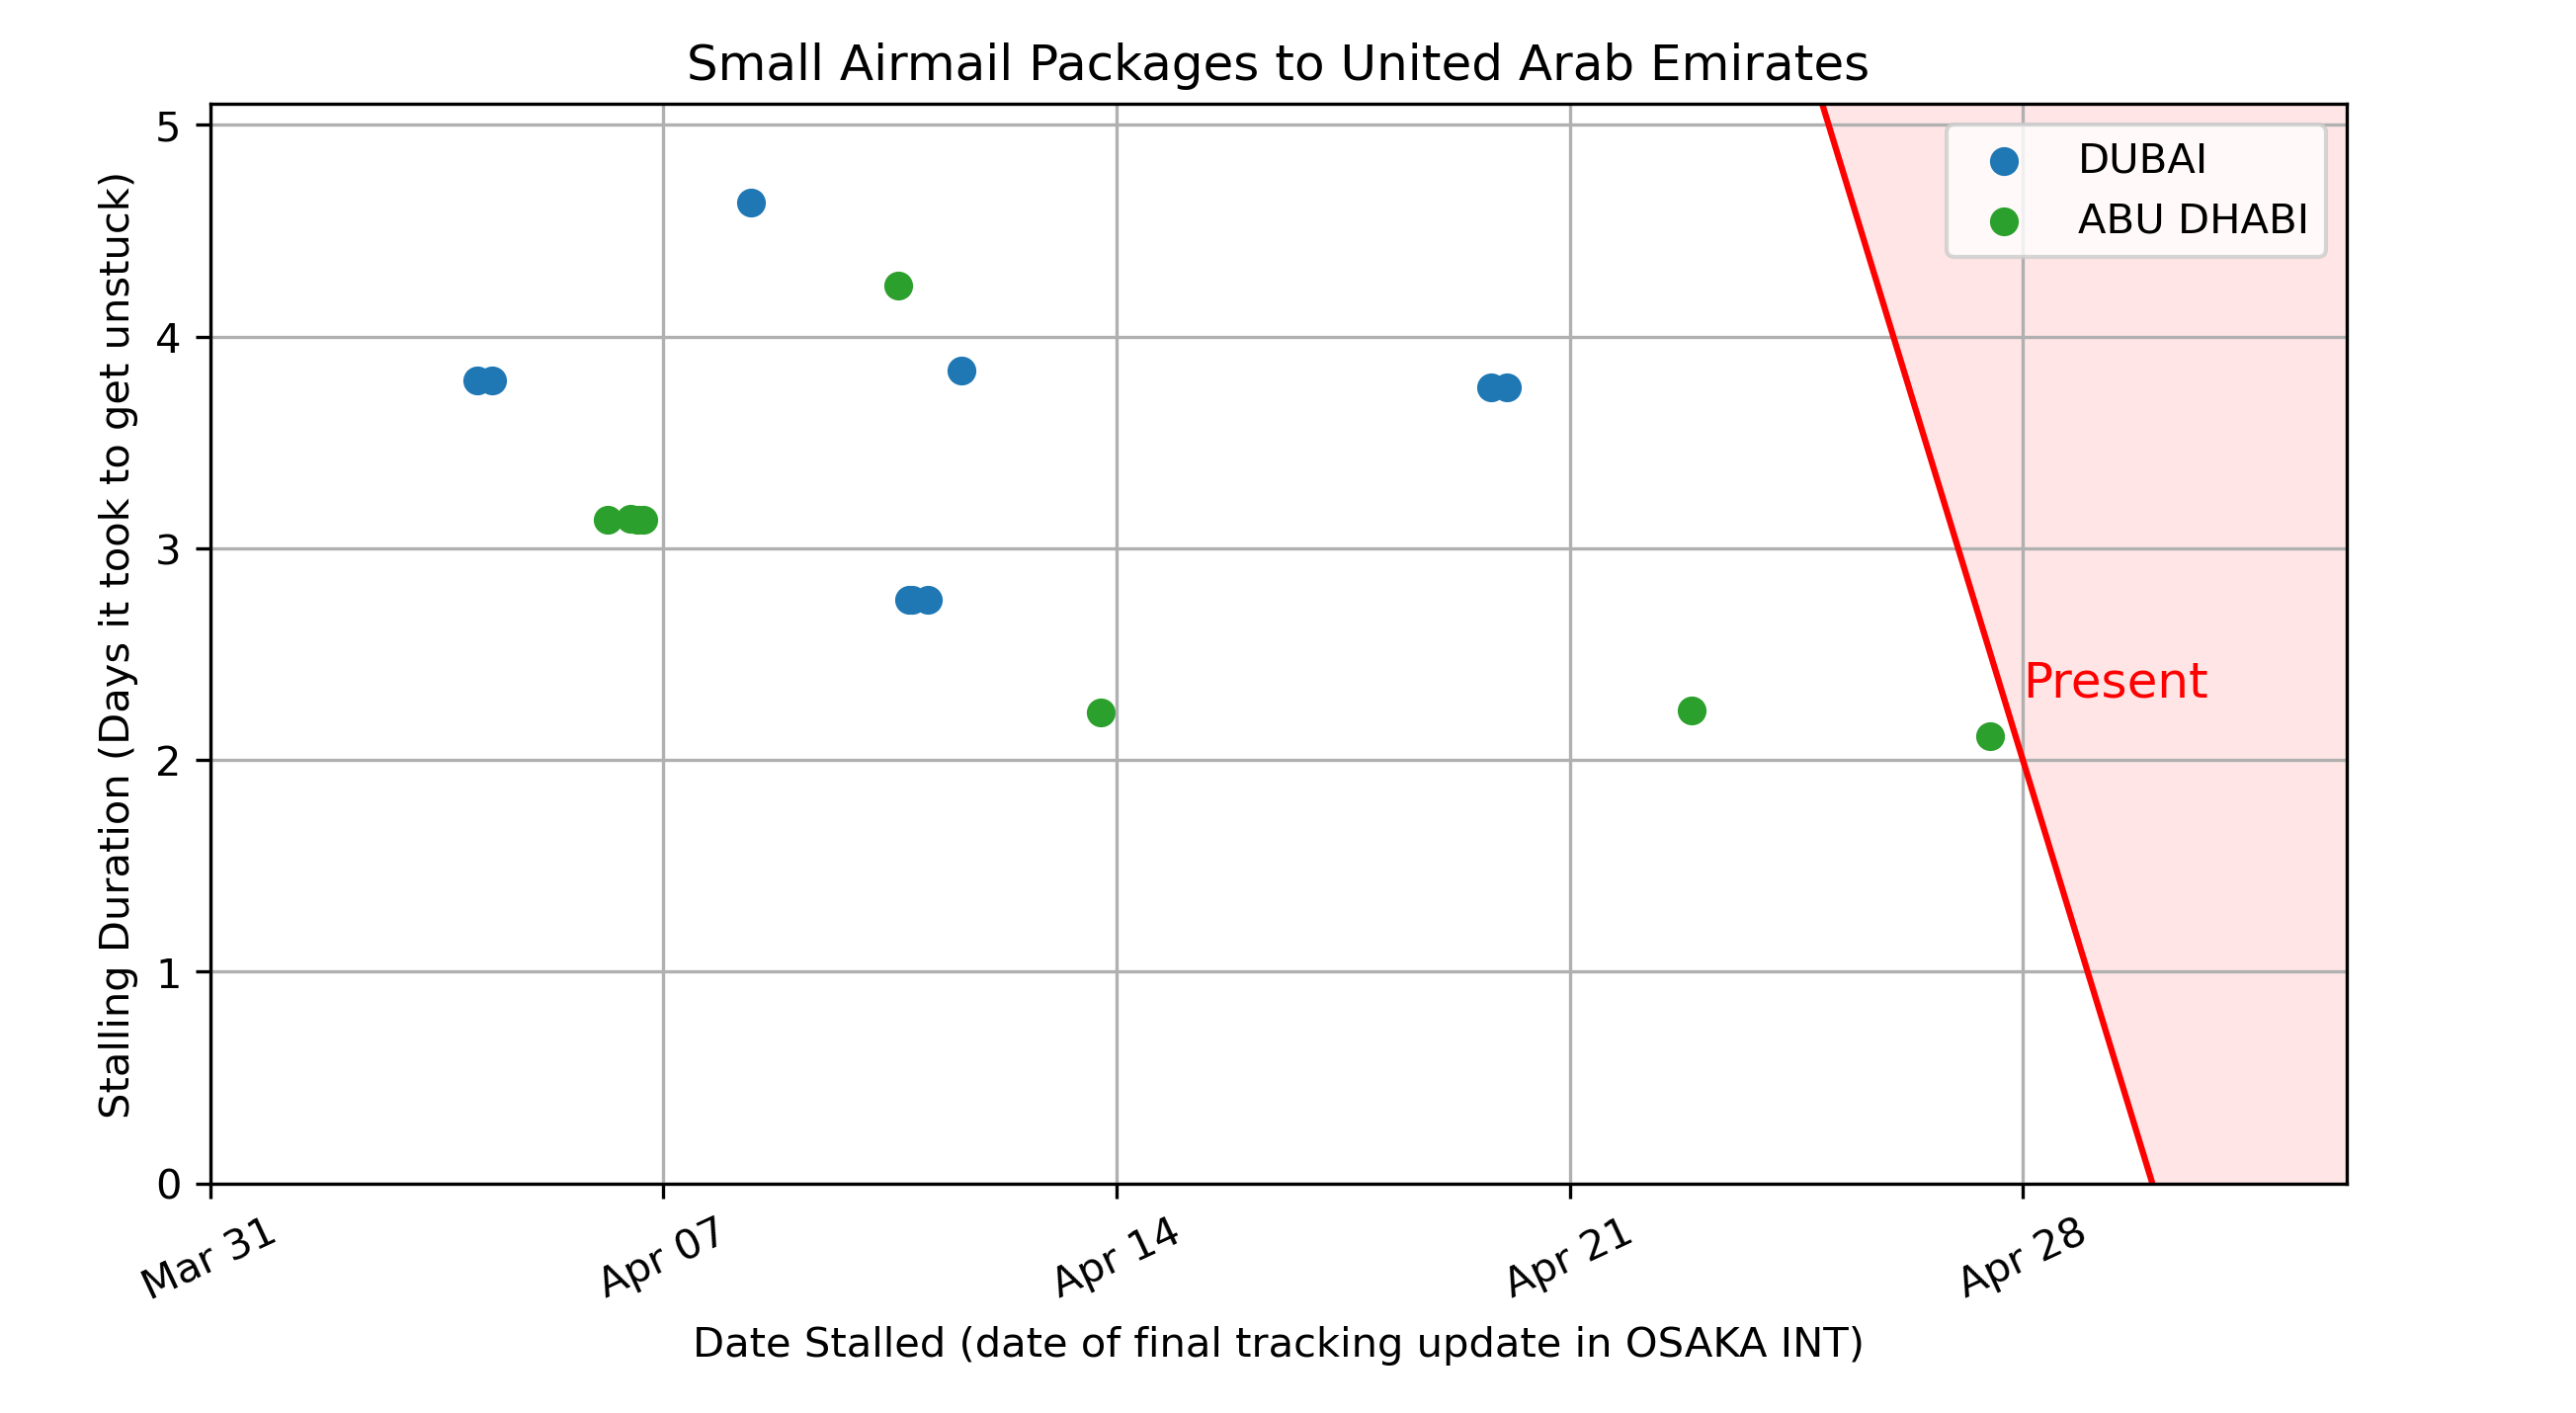 Small Airmail Packages to United Arab Emirates
Stalling Duration (Days it took to get unstuck)
5
4
3
2
1
0
DUBAI
ABU DHABI
Present
Mar 31
Apr 07
Apr 14
Apr 21
Apr 28
Date Stalled (date of final tracking update in OSAKA INT)